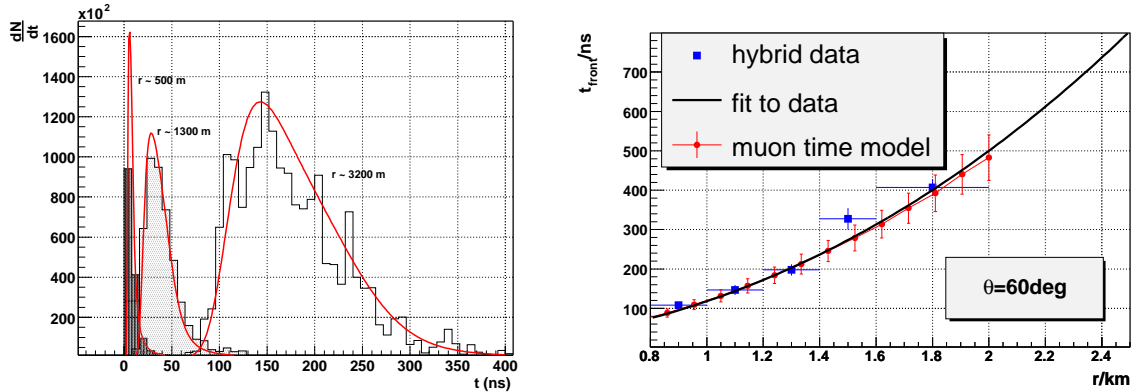 ×10²
dN
dt
1600
1400
1200
1000
800
600
400
200
r ~ 500 m
r ~ 1300 m
r ~ 3200 m
0 50 100 150 200 250 300 350 400
t (ns)
t_front/ns
700
600
500
400
300
200
100
hybrid data
fit to data
muon time model
θ=60deg
0.8 1 1.2 1.4 1.6 1.8 2 2.2 2.4
r/km